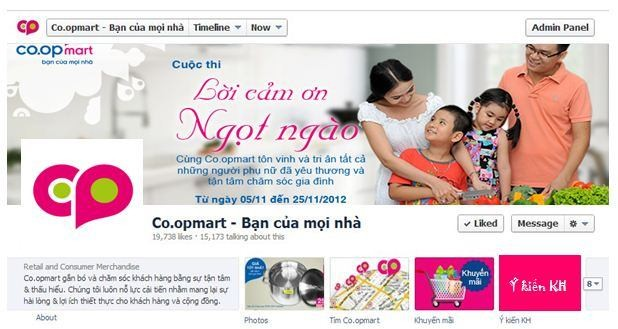 Co.opmart - Bạn của mọi nhà Timeline Now Admin Panel
co.opmart
bạn của mọi nhà
Cuộc thi
Lời cảm ơn
Ngọt ngào
Cùng Co.opmart tôn vinh và tri ân tất cả
những người phụ nữ đã yêu thương và
tận tâm chăm sóc gia đình
Từ ngày 05/11 đến 25/11/2012
Co.opmart - Bạn của mọi nhà
Liked Message
19,738 likes · 15,173 talking about this
Retail and Consumer Merchandise
Co.opmart gắn bó và chăm sóc khách hàng bằng sự tận tâm
& thấu hiểu. Chúng tôi luôn nỗ lực cải tiến nhằm mang lại sự
hài lòng & lợi ích thiết thực cho khách hàng và cộng đồng.
About
GIÁ
TỐT NHẤT
Photos
Tìm Co.opmart
Khuyến
mãi
Khuyến mãi
Ý kiến KH
Ý kiến KH
8